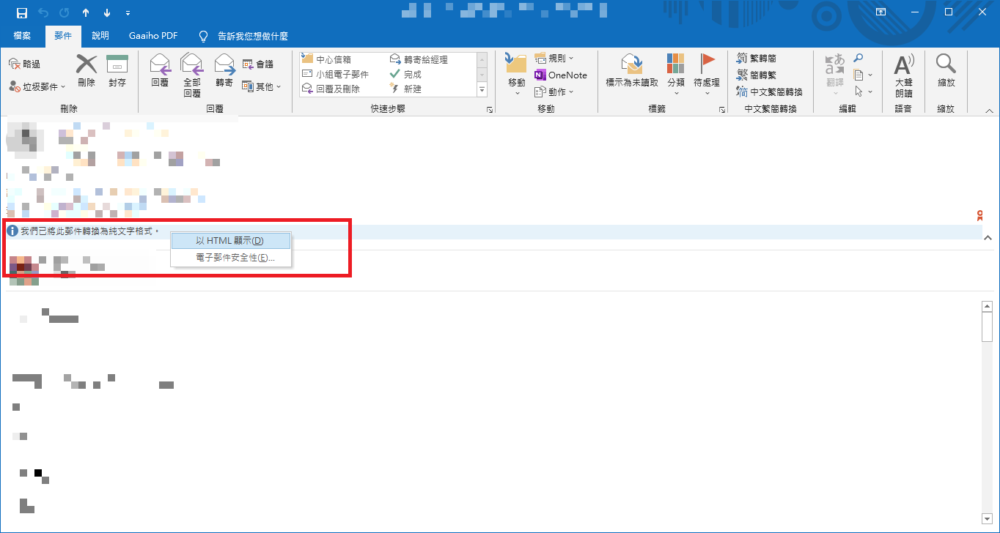 檔案 郵件 說明 Gaaiho PDF 告訴我您想做什麼
略過
垃圾郵件
刪除
封存
刪除
回覆
全部
回覆
轉寄
會議
其他
回覆
中心信箱
小組電子郵件
回覆及刪除
轉寄給經理
完成
新建
快速步驟
移動
規則
OneNote
動作
移動
標示為未讀取
分類
待處理
標籤
繁轉簡
簡轉繁
中文繁簡轉換
中文繁簡轉換
翻譯
編輯
大聲
朗讀
語音
縮放
縮放
我們已將此郵件轉換為純文字格式。
以 HTML 顯示(D)
電子郵件安全性(E)...